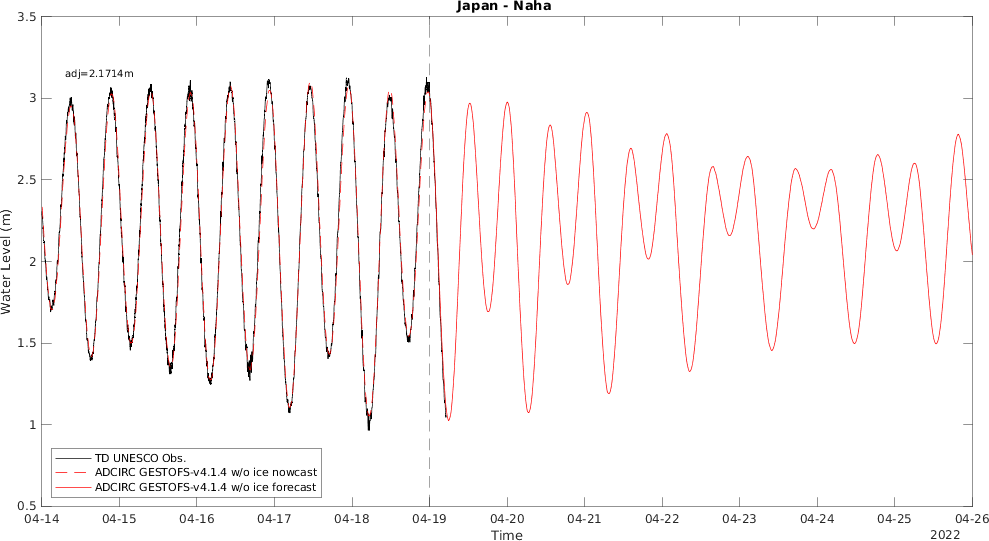 Japan - Naha
adj=2.1714m
3.5
3
2.5
2
1.5
1
0.5
Water Level (m)
TD UNESCO Obs.
ADCIRC GESTOFS-v4.1.4 w/o ice nowcast
ADCIRC GESTOFS-v4.1.4 w/o ice forecast
04-14 04-15 04-16 04-17 04-18 04-19 04-20 04-21 04-22 04-23 04-24 04-25 04-26
Time
2022